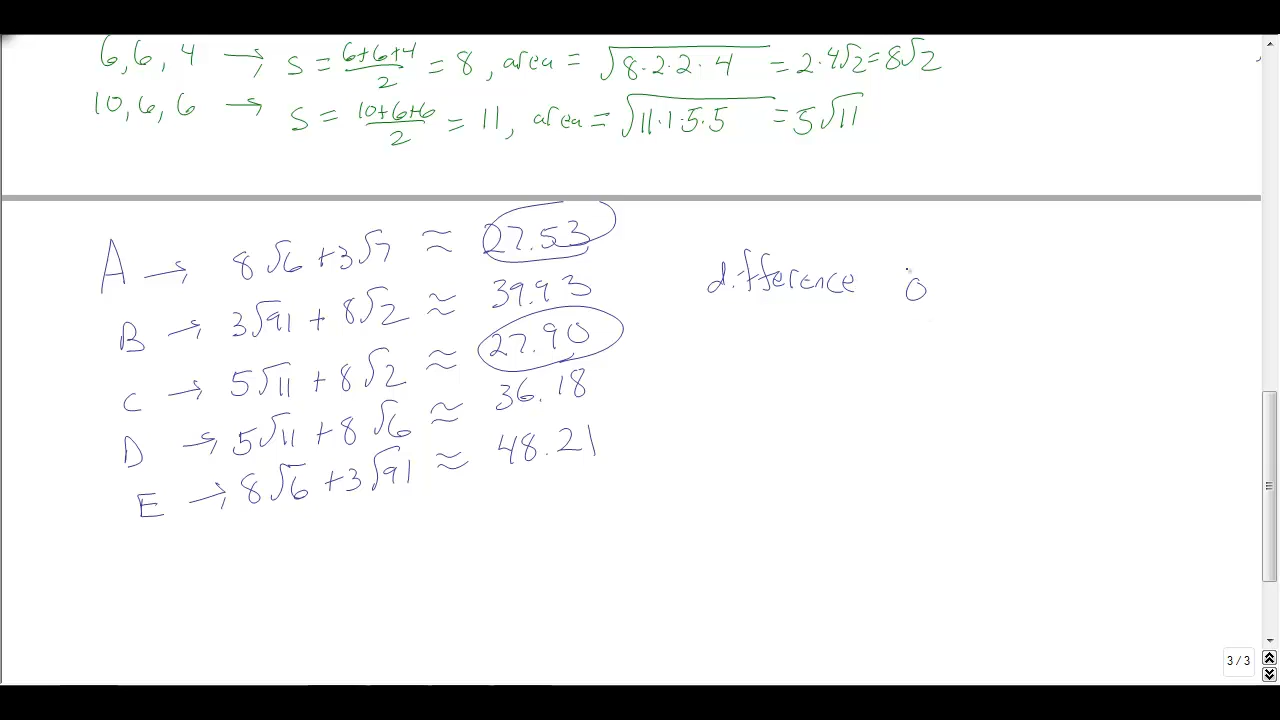 6, 6, 4 → s = (6+6+4)/2 = 8, area = √(8·2·2·4) = 2·4√2 = 8√2
10, 6, 6 → s = (10+6+6)/2 = 11, area = √(11·1·5·5) = 5√11
A → 8√6 + 3√7 ≈ 27.53
difference 0
B → 3√91 + 8√2 ≈ 39.93
C → 5√11 + 8√2 ≈ 27.90
D → 5√11 + 8√6 ≈ 36.18
E → 8√6 + 3√91 ≈ 48.21
3/3